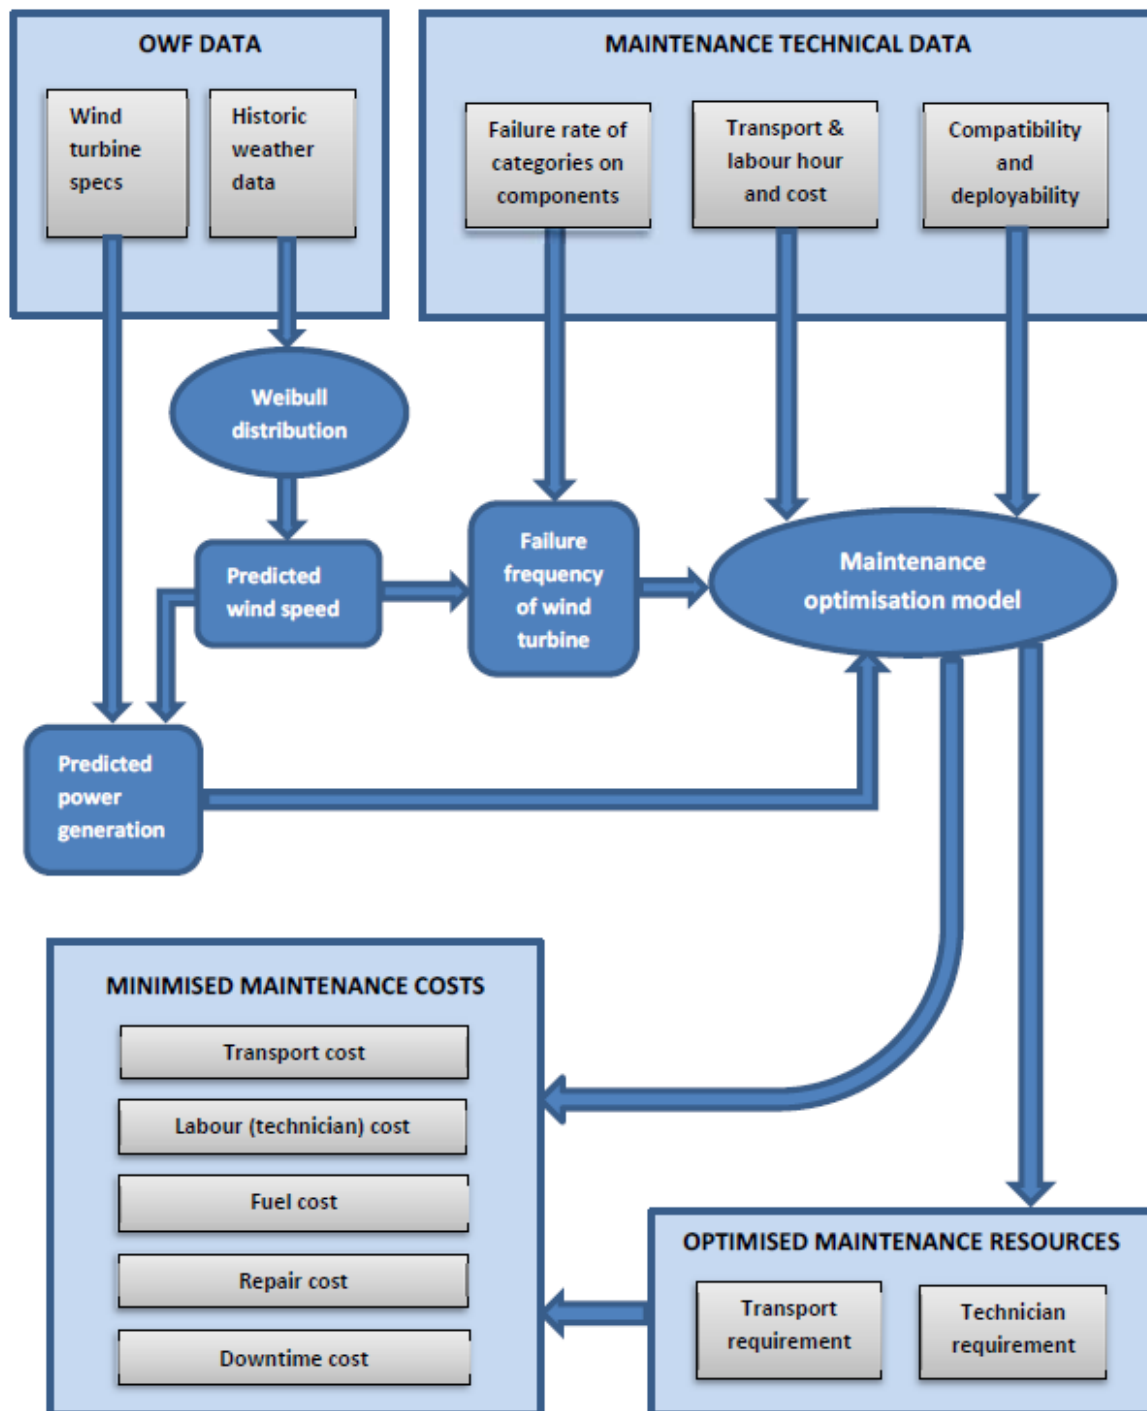 OWF DATA
Wind
turbine
specs
Historic
weather
data
MAINTENANCE TECHNICAL DATA
Failure rate of
categories on
components
Transport &
labour hour
and cost
Compatibility
and
deployability
Weibull
distribution
Predicted
wind speed
Failure
frequency
of wind
turbine
Maintenance
optimisation model
Predicted
power
generation
MINIMISED MAINTENANCE COSTS
Transport cost
Labour (technician) cost
Fuel cost
Repair cost
Downtime cost
OPTIMISED MAINTENANCE RESOURCES
Transport
requirement
Technician
requirement